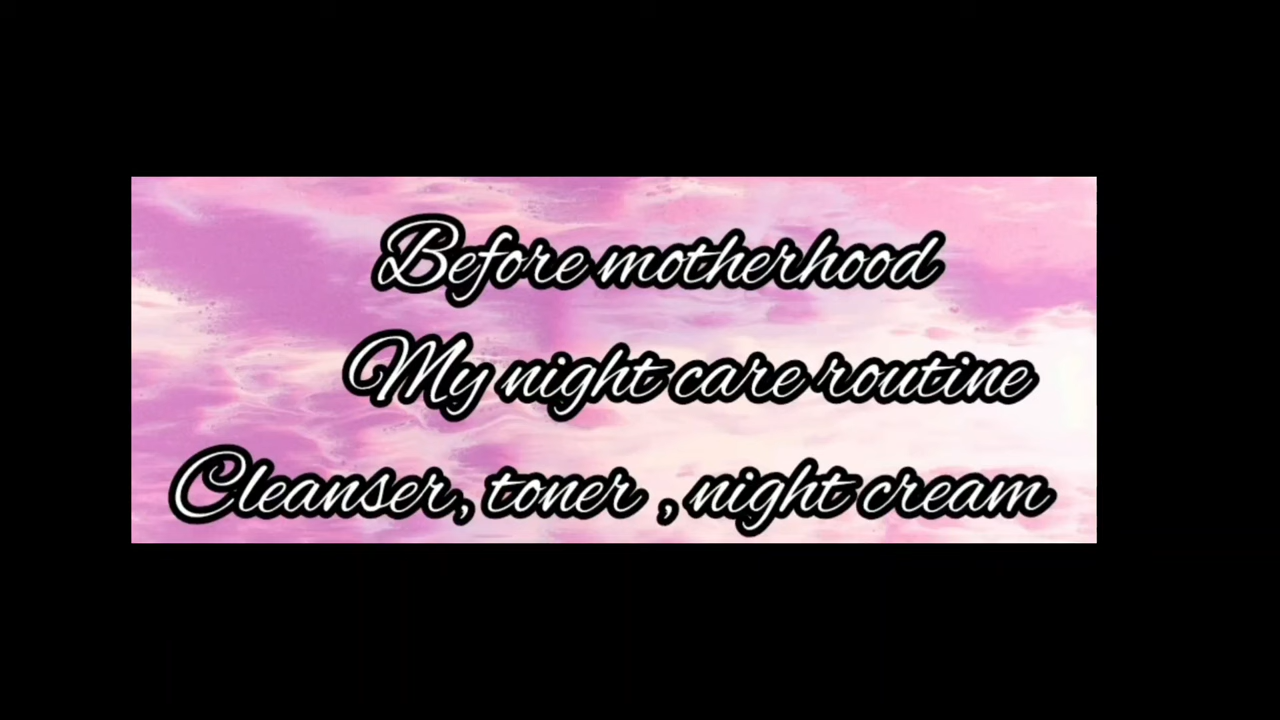 Before motherhood
My night care routine
Cleanser, toner , night cream